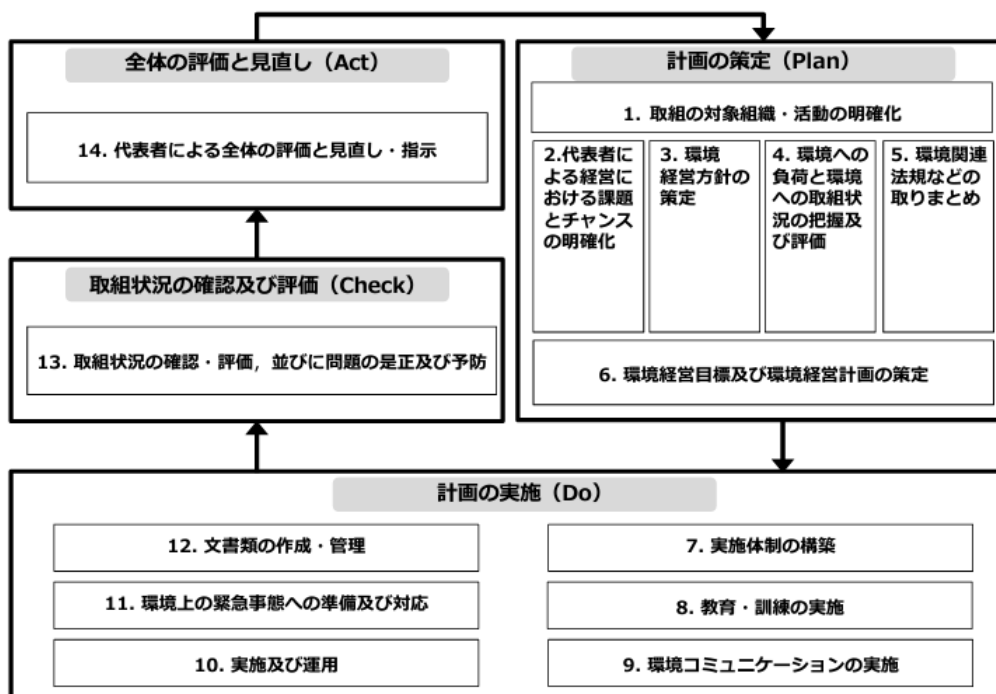 全体の評価と見直し（Act）
14. 代表者による全体の評価と見直し・指示
取組状況の確認及び評価（Check）
13. 取組状況の確認・評価，並びに問題の是正及び予防
計画の策定（Plan）
1. 取組の対象組織・活動の明確化
2.代表者に
よる経営に
おける課題
とチャンス
の明確化
3. 環境
経営方針の
策定
4. 環境への
負荷と環境
への取組状
況の把握及
び評価
5. 環境関連
法規などの
取りまとめ
6. 環境経営目標及び環境経営計画の策定
計画の実施（Do）
12. 文書類の作成・管理
11. 環境上の緊急事態への準備及び対応
10. 実施及び運用
7. 実施体制の構築
8. 教育・訓練の実施
9. 環境コミュニケーションの実施